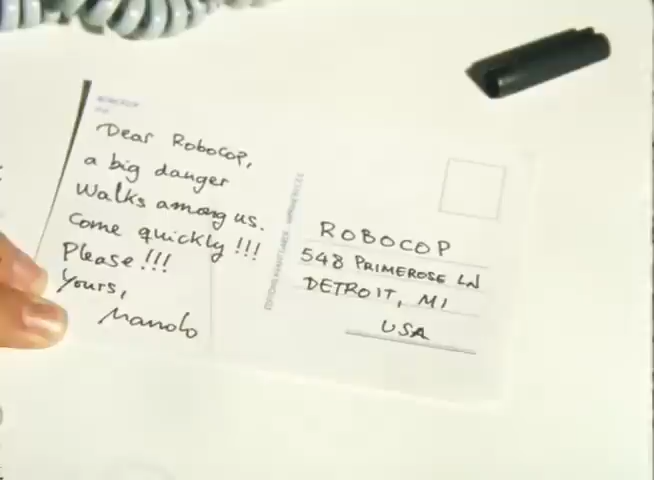 Dear Robocop,
a big danger
walks among us.
Come quickly !!!
Please !!!
Yours,
Manolo
ROBOCOP
548 PRIMEROSE LN
DETROIT, MI
USA